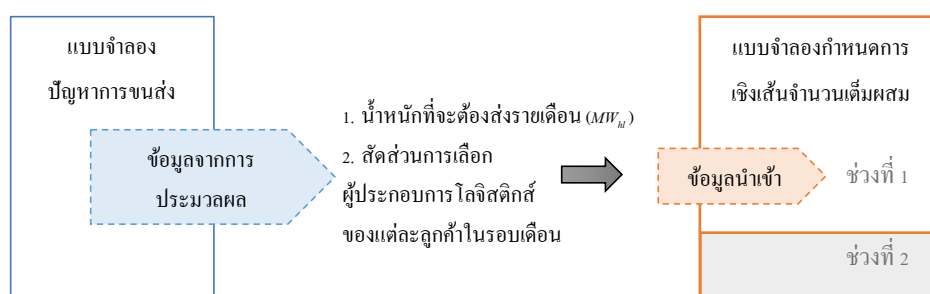 แบบจำลอง
ปัญหาการขนส่ง
ข้อมูลจากการ
ประมวลผล
1. น้ำหนักที่จะต้องส่งรายเดือน (MW_hl)
2. สัดส่วนการเลือก
ผู้ประกอบการโลจิสติกส์
ของแต่ละลูกค้าในรอบเดือน
แบบจำลองกำหนดการ
เชิงเส้นจำนวนเต็มผสม
ข้อมูลนำเข้า
ช่วงที่ 1
ช่วงที่ 2